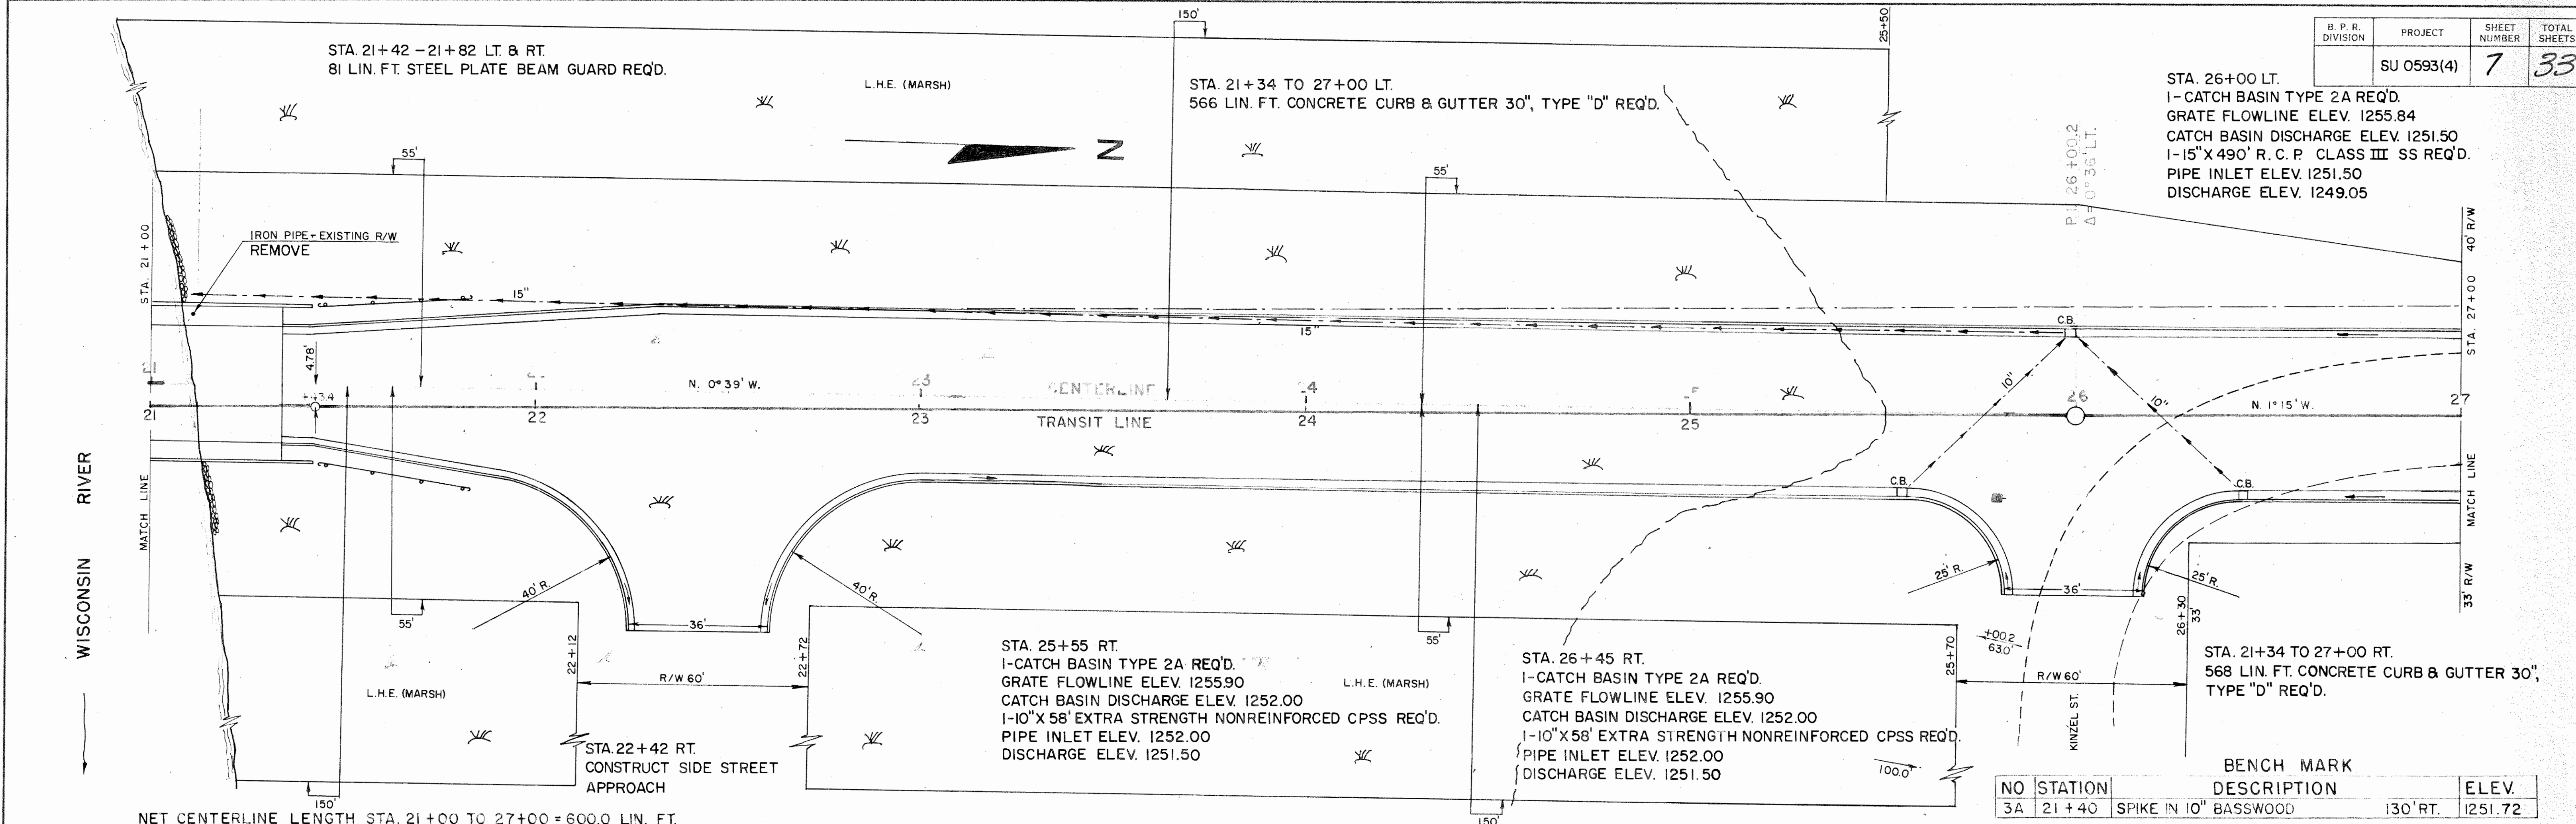 B. P. R. DIVISION
PROJECT
SHEET NUMBER
TOTAL SHEETS
SU 0593(4)
7
33
150'
25+50
STA. 21+42 - 21+82 LT. & RT.
81 LIN. FT. STEEL PLATE BEAM GUARD REQ'D.
L.H.E. (MARSH)
STA. 21+34 TO 27+00 LT.
566 LIN. FT. CONCRETE CURB & GUTTER 30", TYPE "D" REQ'D.
STA. 26+00 LT.
1-CATCH BASIN TYPE 2A REQ'D.
GRATE FLOWLINE ELEV. 1255.84
CATCH BASIN DISCHARGE ELEV. 1251.50
1-15"X 490' R. C. P. CLASS III SS REQ'D.
PIPE INLET ELEV. 1251.50
DISCHARGE ELEV. 1249.05
N
55'
55'
P.I. 26+00.2
Δ=0°36' LT.
STA. 21+00
IRON PIPE-EXISTING R/W
REMOVE
40' R/W
STA. 27+00
15"
15"
C.B.
4.78'
+43.4
21
N. 0°39' W.
23
CENTERLINE
24
26
21
22
23
TRANSIT LINE
24
25
27
N. 1°15' W.
10"
10"
C.B.
C.B.
WISCONSIN RIVER
MATCH LINE
MATCH LINE
33' R/W
40' R.
40' R.
25' R.
25' R.
36'
36'
55'
55'
22+12
22+72
R/W 60'
25+70
26+30
33'
R/W 60'
+00.2
63.0'
KINZEL ST.
L.H.E. (MARSH)
STA. 22+42 RT.
CONSTRUCT SIDE STREET
APPROACH
STA. 25+55 RT.
1-CATCH BASIN TYPE 2A REQ'D.
GRATE FLOWLINE ELEV. 1255.90
CATCH BASIN DISCHARGE ELEV. 1252.00
1-10"X 58' EXTRA STRENGTH NONREINFORCED CPSS REQ'D.
PIPE INLET ELEV. 1252.00
DISCHARGE ELEV. 1251.50
L.H.E. (MARSH)
STA. 26+45 RT.
1-CATCH BASIN TYPE 2A REQ'D.
GRATE FLOWLINE ELEV. 1255.90
CATCH BASIN DISCHARGE ELEV. 1252.00
1-10"X58' EXTRA STRENGTH NONREINFORCED CPSS REQ'D.
PIPE INLET ELEV. 1252.00
DISCHARGE ELEV. 1251.50
100.0'
STA. 21+34 TO 27+00 RT.
568 LIN. FT. CONCRETE CURB & GUTTER 30",
TYPE "D" REQ'D.
BENCH MARK
NO STATION DESCRIPTION ELEV.
3A 21+40 SPIKE IN 10" BASSWOOD 130' RT. 1251.72
150'
150'
NET CENTERLINE LENGTH STA. 21+00 TO 27+00 = 600.0 LIN. FT.